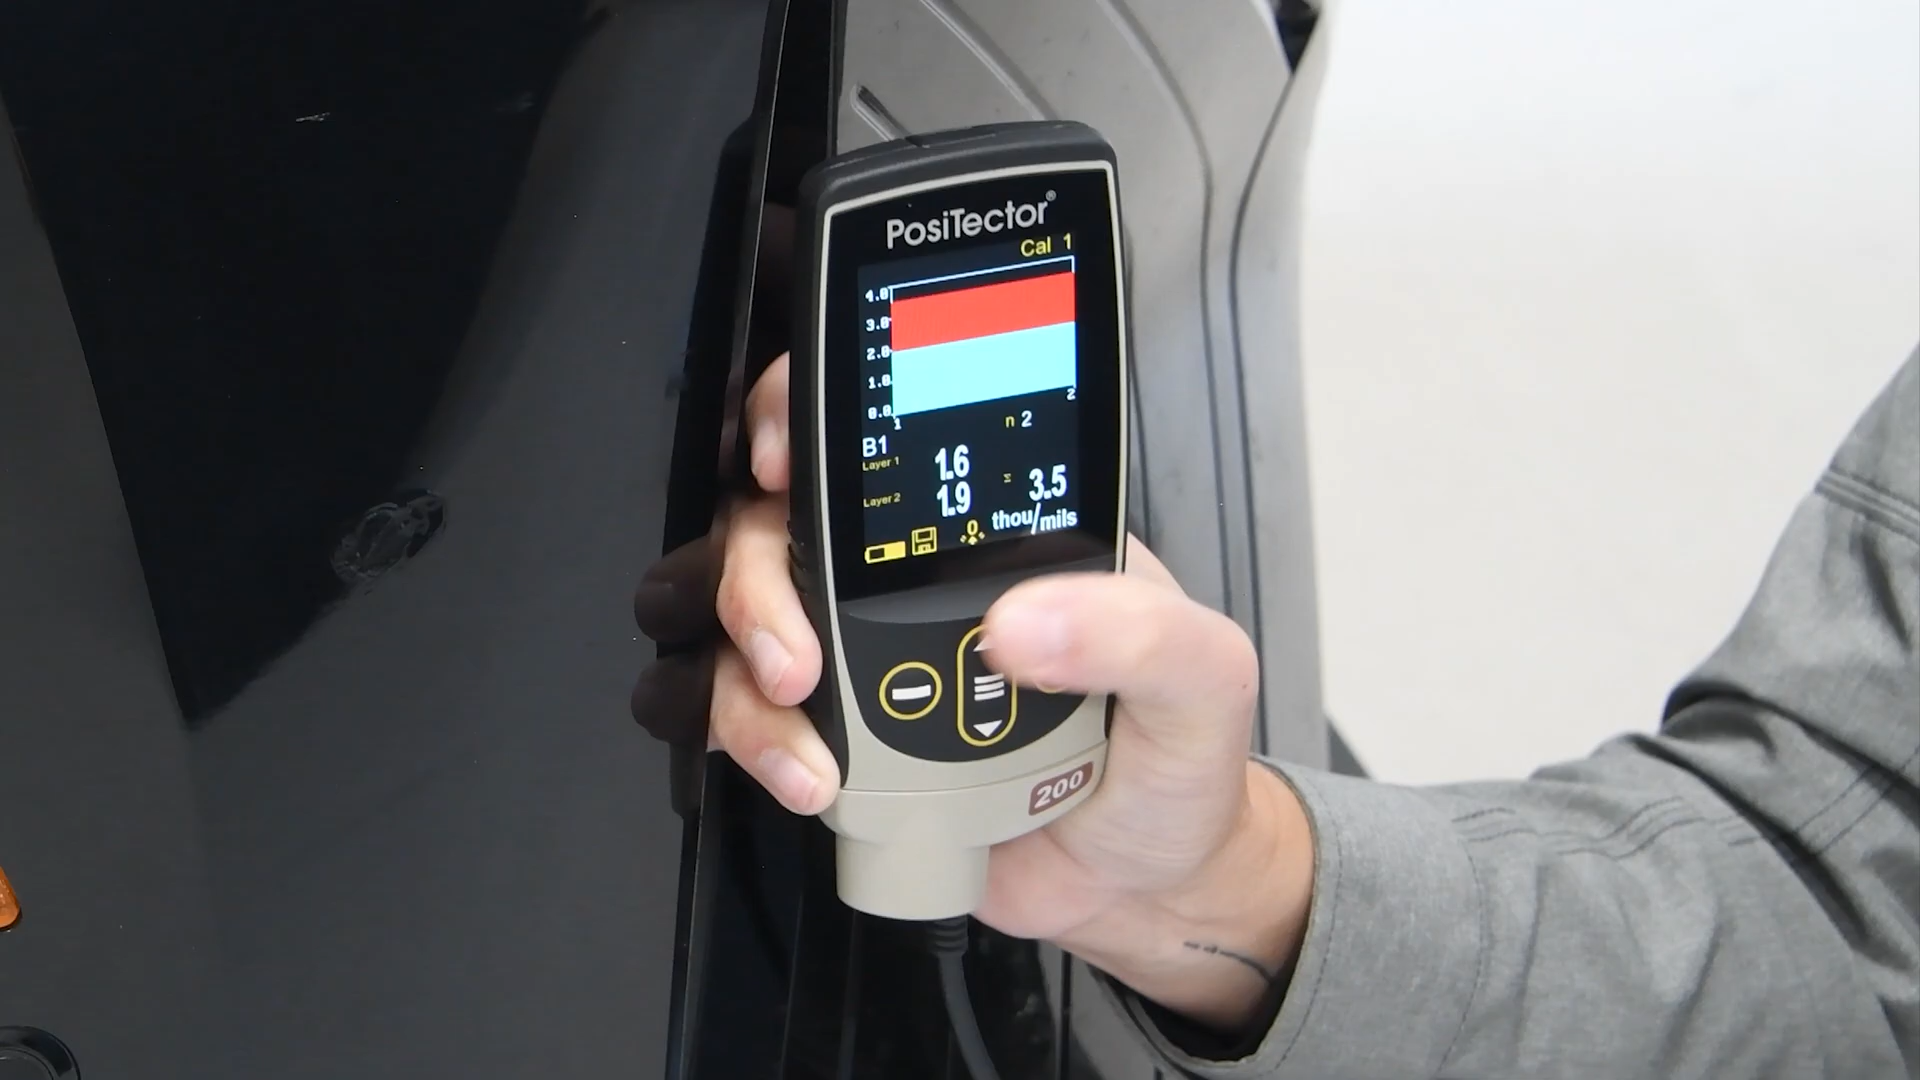 PosiTector®
Cal 1
4.0
3.0
2.0
1.0
0.0
1 2
n 2
B1
Layer 1 1.6
Layer 2 1.9
Σ 3.5
thou/mils
0
200